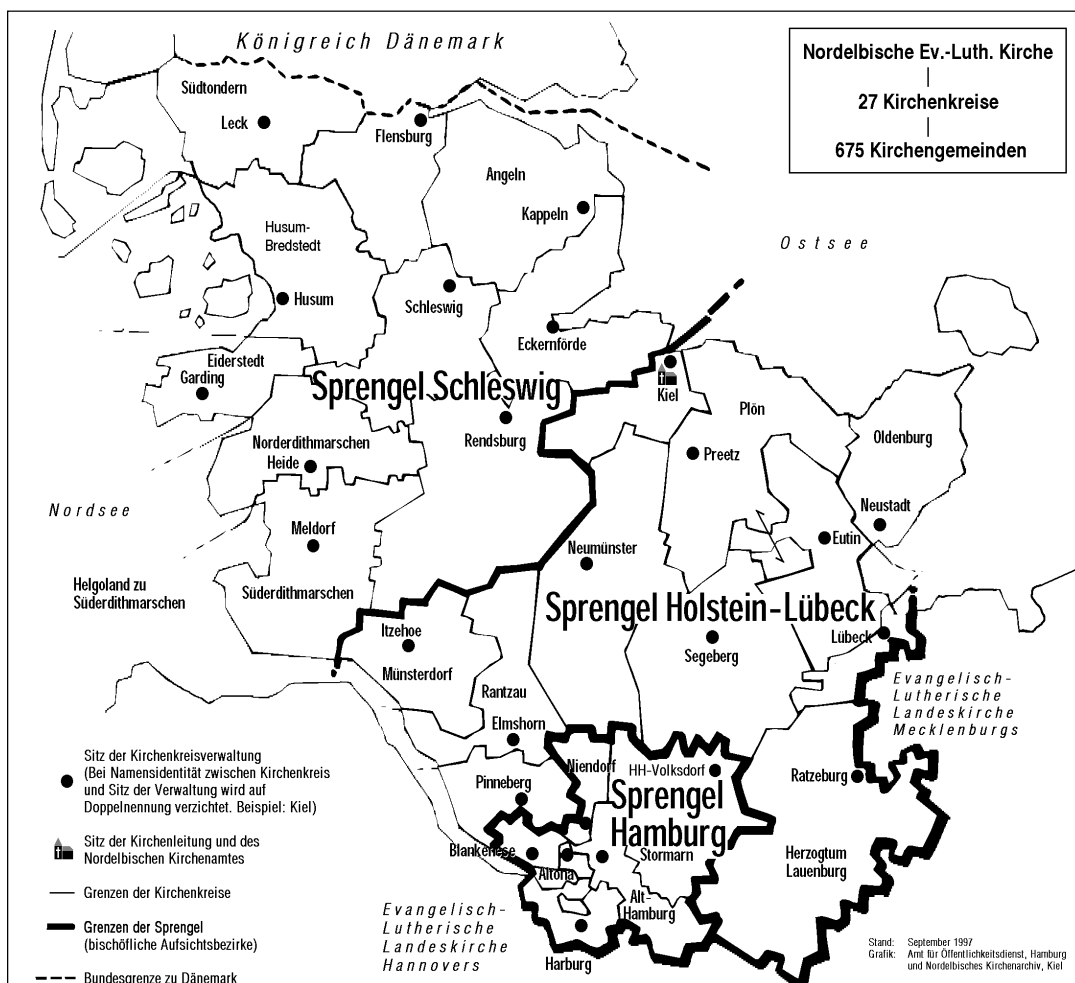 Königreich Dänemark
Nordelbische Ev.-Luth. Kirche
27 Kirchenkreise
675 Kirchengemeinden
Südtondern
Leck
Flensburg
Angeln
Kappeln
Husum-
Bredstedt
Husum
Ostsee
Schleswig
Eckernförde
Eiderstedt
Garding
Sprengel Schleswig
Kiel
Rendsburg
Plön
Preetz
Oldenburg
Norderdithmarschen
Heide
Nordsee
Meldorf
Süderdithmarschen
Neustadt
Eutin
Neumünster
Helgoland zu
Süderdithmarschen
Sprengel Holstein-Lübeck
Itzehoe
Münsterdorf
Segeberg
Lübeck
Rantzau
Elmshorn
Evangelisch-
Lutherische
Landeskirche
Mecklenburgs
Sitz der Kirchenkreisverwaltung
(Bei Namensidentität zwischen Kirchenkreis
und Sitz der Verwaltung wird auf
Doppelnennung verzichtet. Beispiel: Kiel)
Sitz der Kirchenleitung und des
Nordelbischen Kirchenamtes
Grenzen der Kirchenkreise
Grenzen der Sprengel
(bischöfliche Aufsichtsbezirke)
Bundesgrenze zu Dänemark
Pinneberg
Niendorf
HH-Volksdorf
Sprengel
Hamburg
Ratzeburg
Blankenese
Altona
Stormarn
Herzogtum
Lauenburg
Alt-
Hamburg
Harburg
Evangelisch-
Lutherische
Landeskirche
Hannovers
Stand: September 1997
Grafik: Amt für Öffentlichkeitsdienst, Hamburg
und Nordelbisches Kirchenarchiv, Kiel